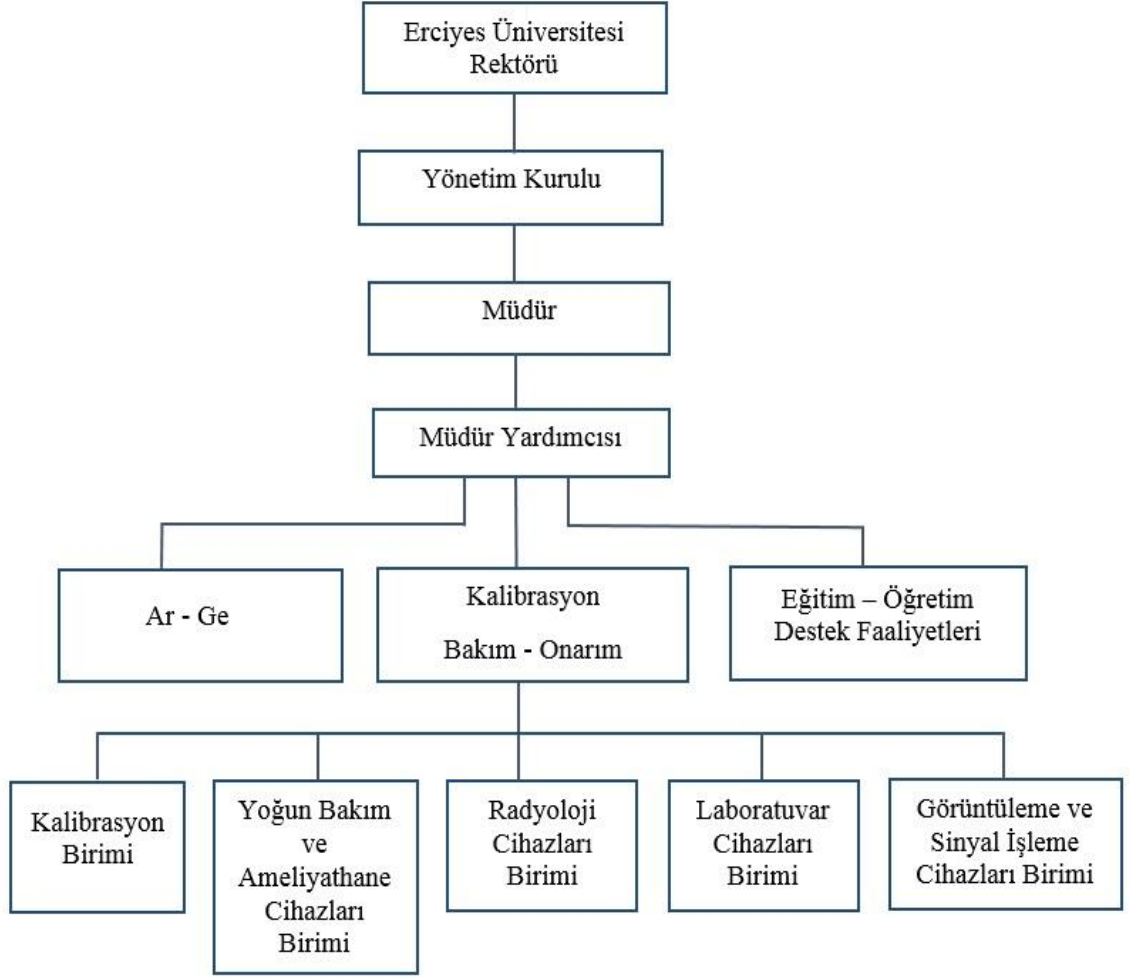 Erciyes Üniversitesi
Rektörü
Yönetim Kurulu
Müdür
Müdür Yardımcısı
Ar - Ge
Kalibrasyon
Bakım - Onarım
Eğitim – Öğretim
Destek Faaliyetleri
Kalibrasyon
Birimi
Yoğun Bakım
ve
Ameliyathane
Cihazları
Birimi
Radyoloji
Cihazları
Birimi
Laboratuvar
Cihazları
Birimi
Görüntüleme ve
Sinyal İşleme
Cihazları Birimi